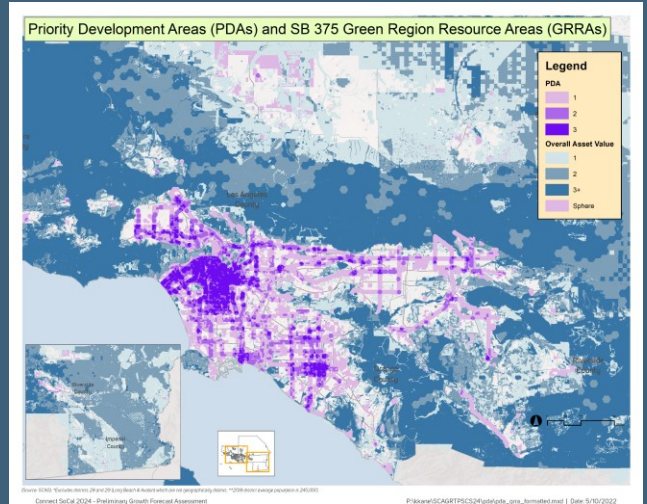 Priority Development Areas (PDAs) and SB 375 Green Region Resource Areas (GRRAs)
Legend
PDA
1
2
3
Overall Asset Value
1
2
3+
Sphere
Los Angeles
County
Orange
County
Riverside
County
Riverside
County
Imperial
County
Connect SoCal 2024 - Preliminary Growth Forecast Assessment
Date: 5/10/2022